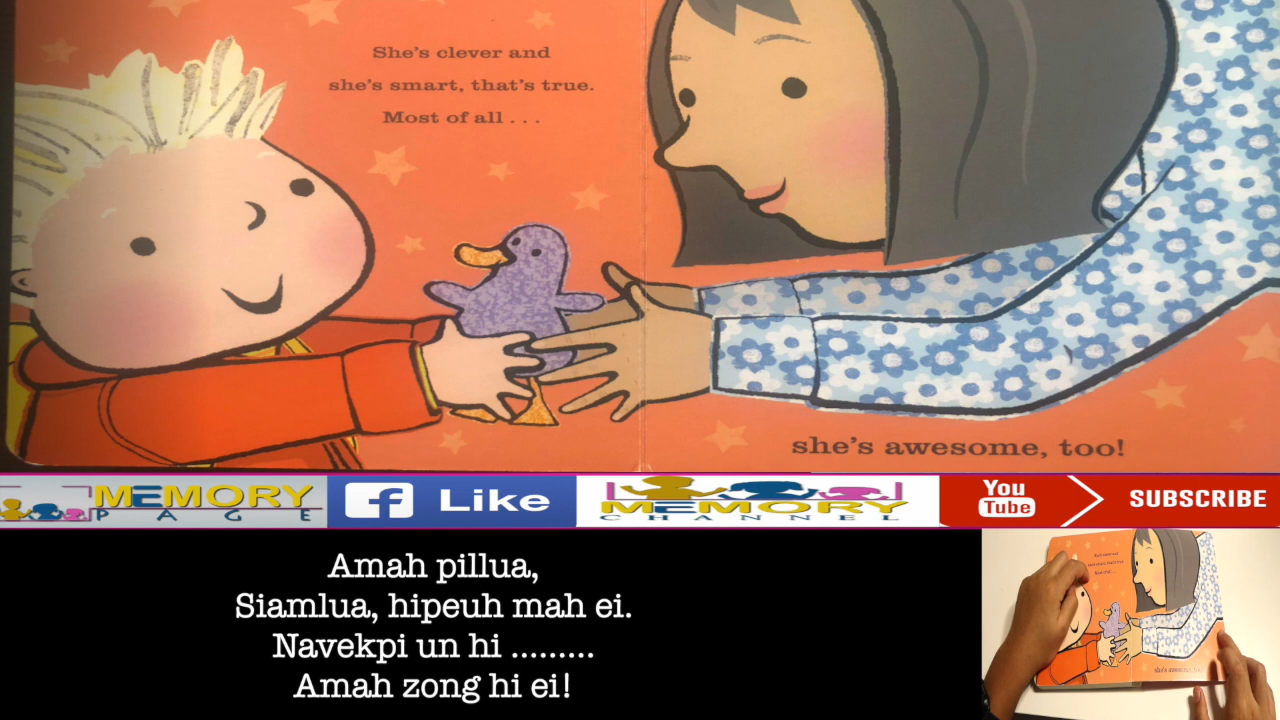 She's clever and
she's smart, that's true.
Most of all . . .
she's awesome, too!
MEMORY
PAGE
f Like
MEMORY
CHANNEL
You
Tube
SUBSCRIBE
Amah pillua,
Siamlua, hipeuh mah ei.
Navekpi un hi .........
Amah zong hi ei!